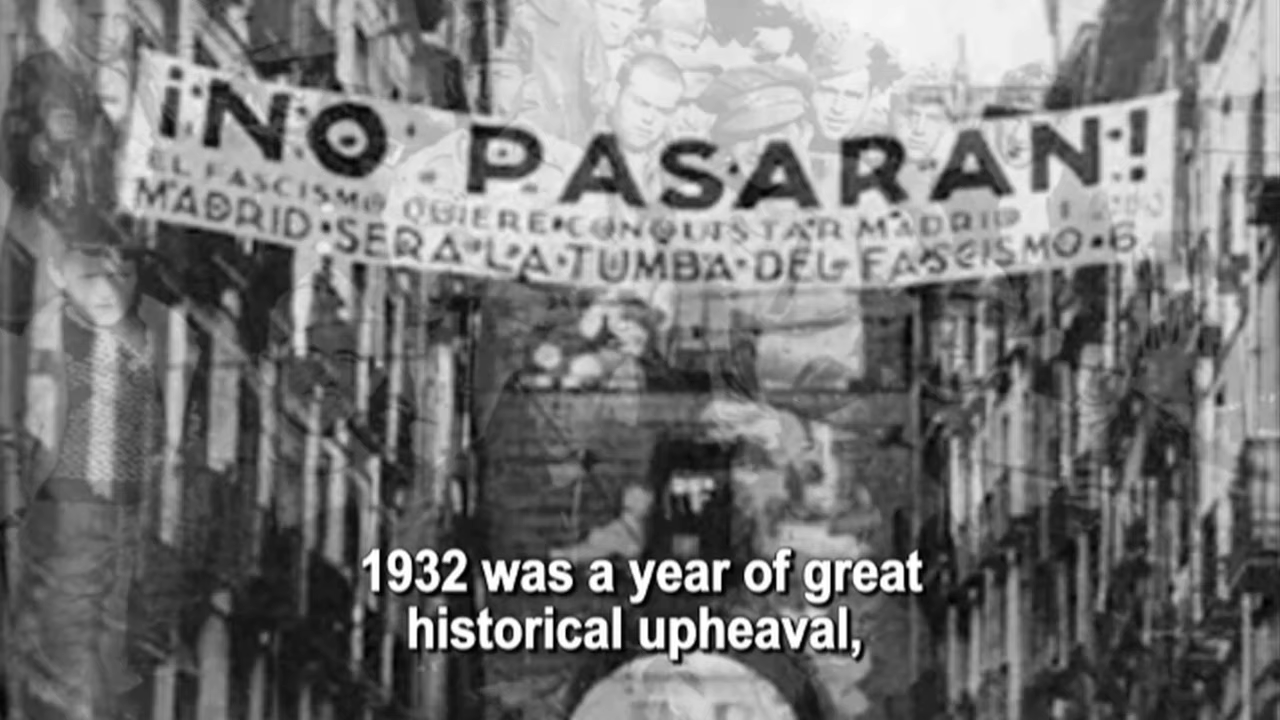 ¡NO PASARAN!
EL FASCISMO QUIERE CONQUISTAR MADRID
MADRID·SERA·LA·TUMBA·DEL·FASCISMO·6
1932 was a year of great
historical upheaval,